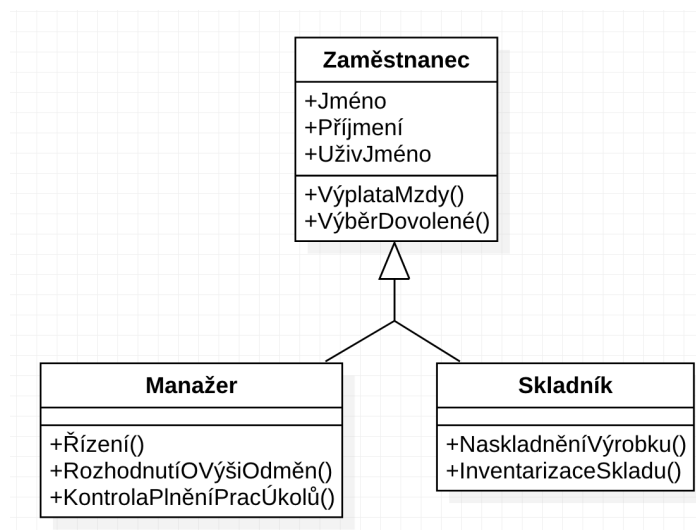 Zaměstnanec
+Jméno
+Příjmení
+UživJméno
+VýplataMzdy()
+VýběrDovolené()
Manažer
+Řízení()
+RozhodnutíOVýšiOdměn()
+KontrolaPlněníPracÚkolů()
Skladník
+NaskladněníVýrobku()
+InventarizaceSkladu()